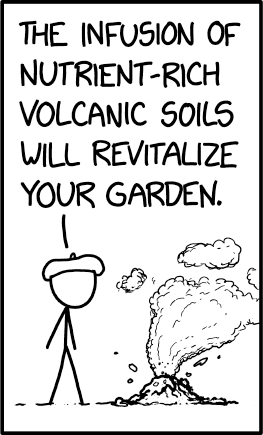 THE INFUSION OF
NUTRIENT-RICH
VOLCANIC SOILS
WILL REVITALIZE
YOUR GARDEN.